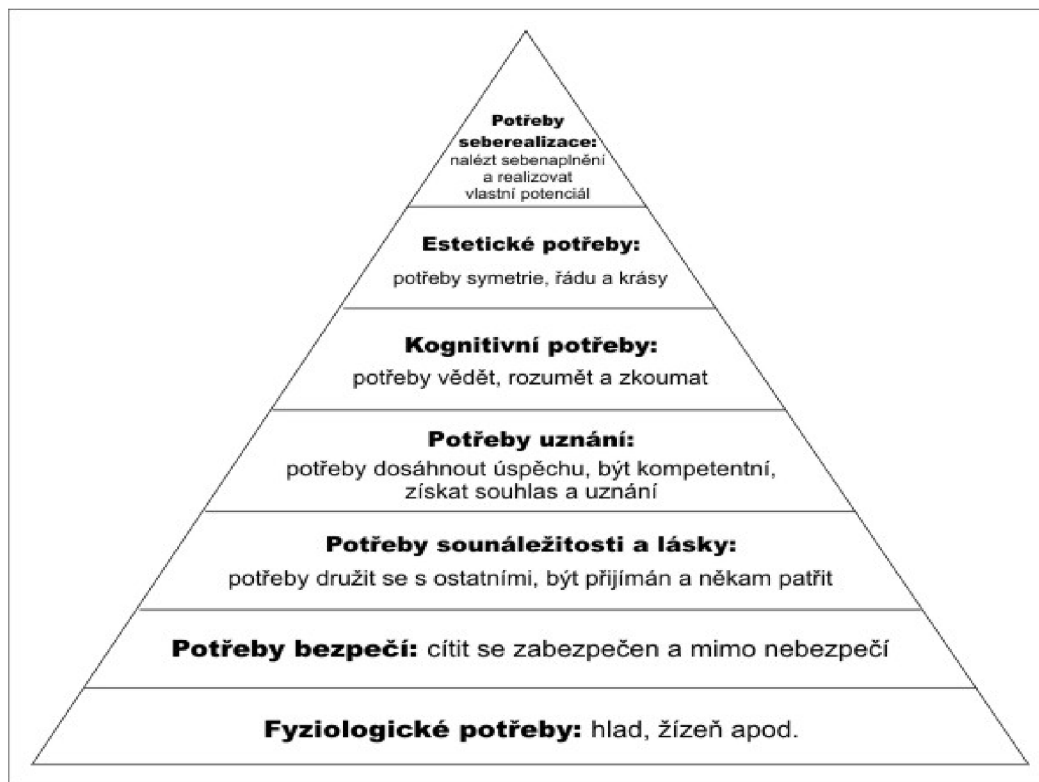 Potřeby
seberealizace:
nalézt sebenaplnění
a realizovat
vlastní potenciál
Estetické potřeby:
potřeby symetrie, řádu a krásy
Kognitivní potřeby:
potřeby vědět, rozumět a zkoumat
Potřeby uznání:
potřeby dosáhnout úspěchu, být kompetentní,
získat souhlas a uznání
Potřeby sounáležitosti a lásky:
potřeby družit se s ostatními, být přijímán a někam patřit
Potřeby bezpečí: cítit se zabezpečen a mimo nebezpečí
Fyziologické potřeby: hlad, žízeň apod.